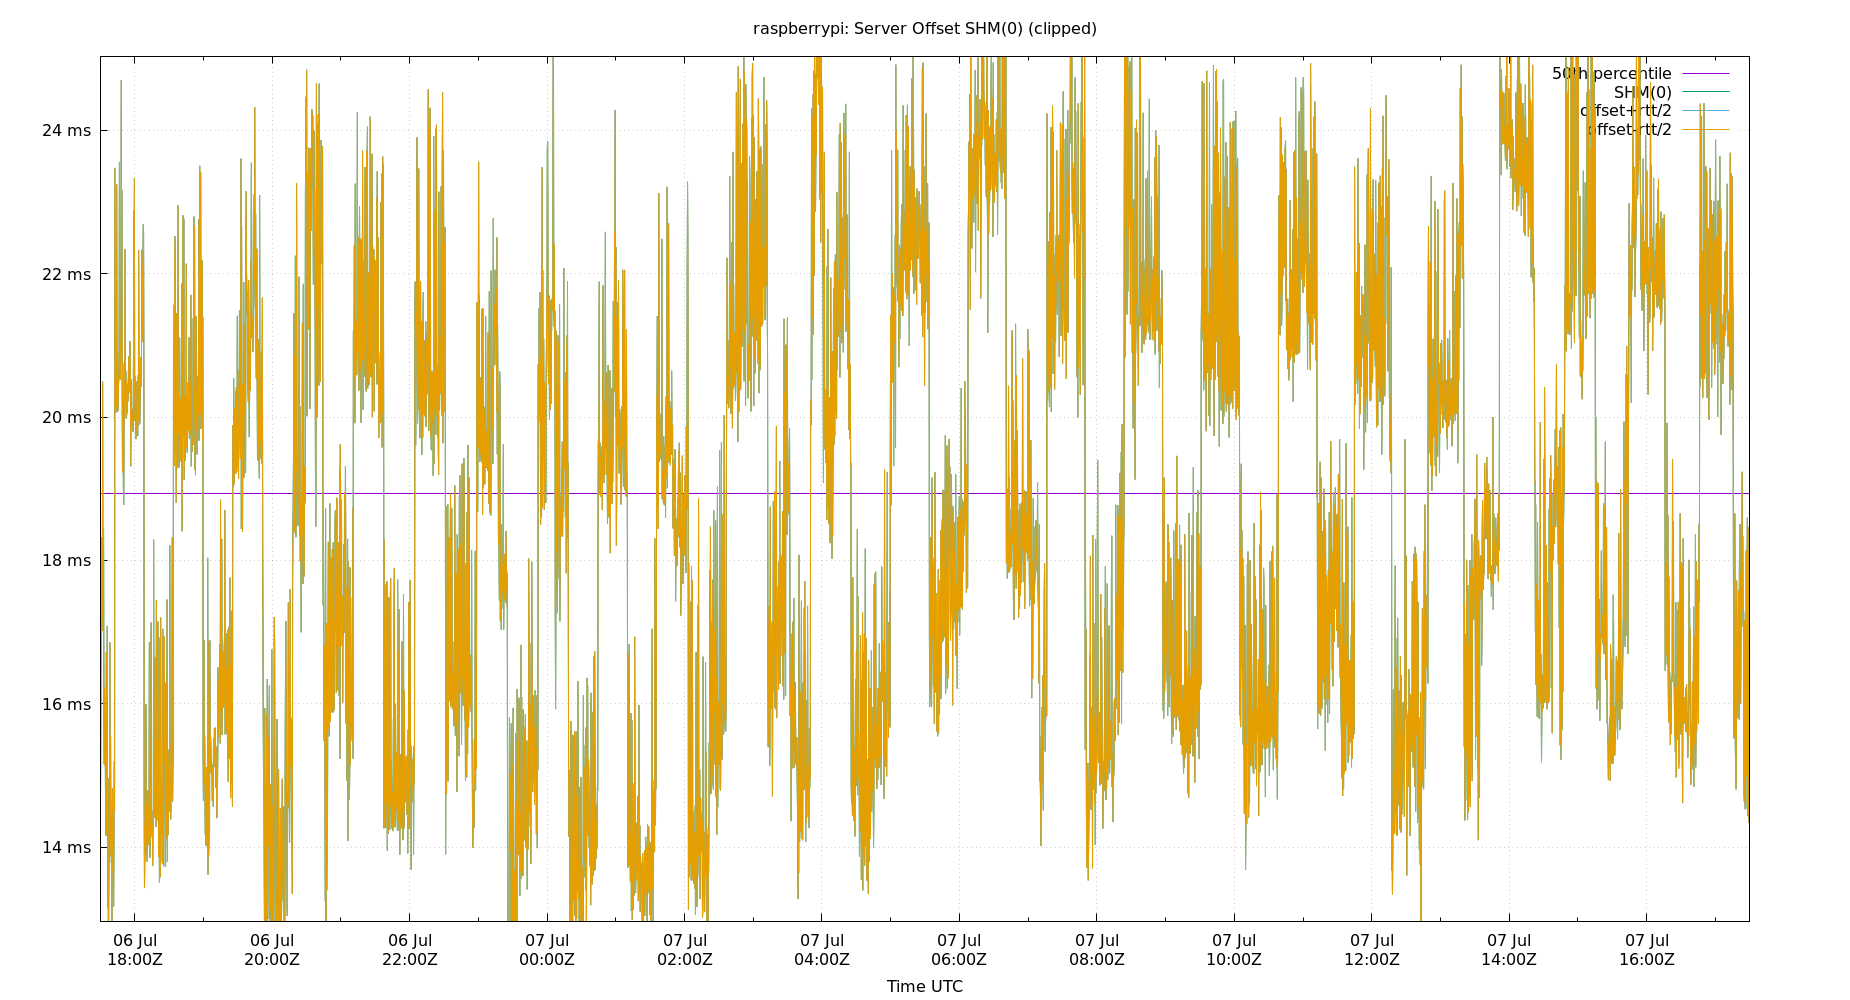 raspberrypi: Server Offset SHM(0) (clipped)
50th percentile
SHM(0)
offset+rtt/2
offset-rtt/2
24 ms
22 ms
20 ms
18 ms
16 ms
14 ms
06 Jul 06 Jul 06 Jul 07 Jul 07 Jul 07 Jul 07 Jul 07 Jul 07 Jul 07 Jul 07 Jul 07 Jul
18:00Z 20:00Z 22:00Z 00:00Z 02:00Z 04:00Z 06:00Z 08:00Z 10:00Z 12:00Z 14:00Z 16:00Z
Time UTC